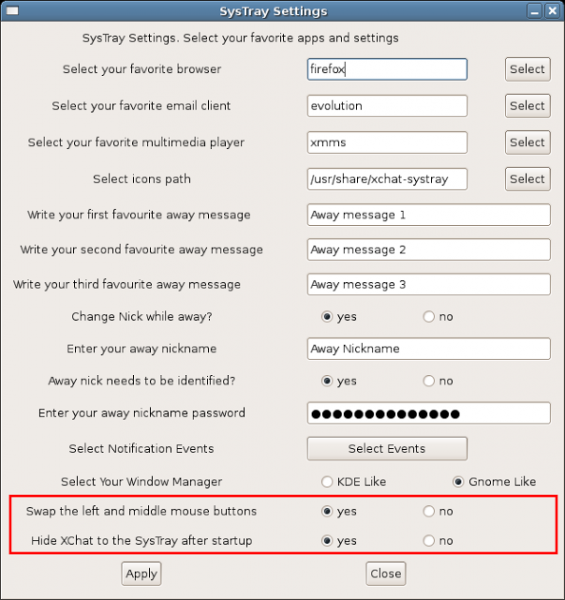 SysTray Settings
SysTray Settings. Select your favorite apps and settings
Select your favorite browser firefox Select
Select your favorite email client evolution Select
Select your favorite multimedia player xmms Select
Select icons path /usr/share/xchat-systray Select
Write your first favourite away message Away message 1
Write your second favourite away message Away message 2
Write your third favourite away message Away message 3
Change Nick while away? yes no
Enter your away nickname Away Nickname
Away nick needs to be identified? yes no
Enter your away nickname password ●●●●●●●●●●●●●●
Select Notification Events Select Events
Select Your Window Manager KDE Like Gnome Like
Swap the left and middle mouse buttons yes no
Hide XChat to the SysTray after startup yes no
Apply Close